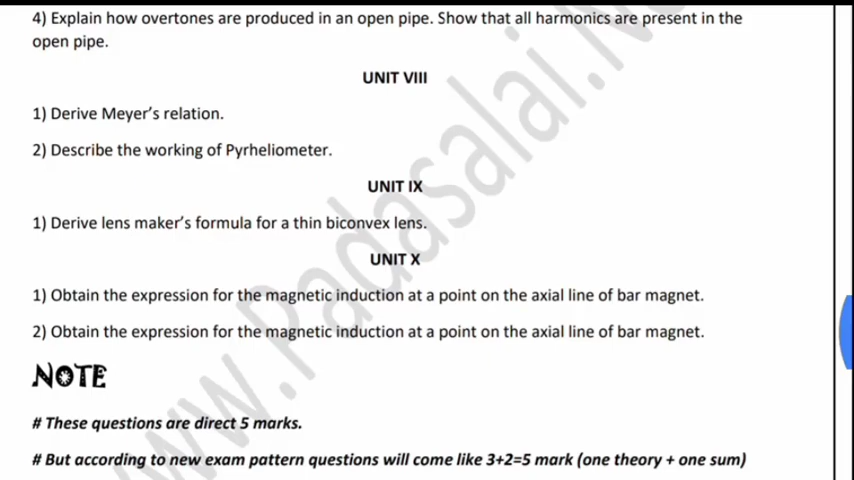 4) Explain how overtones are produced in an open pipe. Show that all harmonics are present in the
open pipe.
UNIT VIII
1) Derive Meyer's relation.
2) Describe the working of Pyrheliometer.
UNIT IX
1) Derive lens maker's formula for a thin biconvex lens.
UNIT X
1) Obtain the expression for the magnetic induction at a point on the axial line of bar magnet.
2) Obtain the expression for the magnetic induction at a point on the axial line of bar magnet.
NOTE
# These questions are direct 5 marks.
# But according to new exam pattern questions will come like 3+2=5 mark (one theory + one sum)
www.Padasalai.N